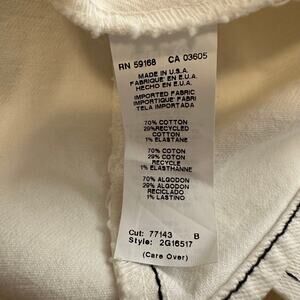 RN 59168 CA 03605
MADE IN U.S.A.
FABRIQUE' EN E.U.A.
HECHO EN E.U.A.
IMPORTED FABRIC
IMPORTIQUE' FABRI
TELA IMPORTADA
70% COTTON
29%RECYCLED
COTTON
1% ELASTANE
70% COTON
29% COTON
RECYCLE
1% ELASTHANNE
70% ALGODON
29% ALGODON
RECICLADO
1% LASTINO
Cut: 77143 B
Style: 2G16517
(Care Over)